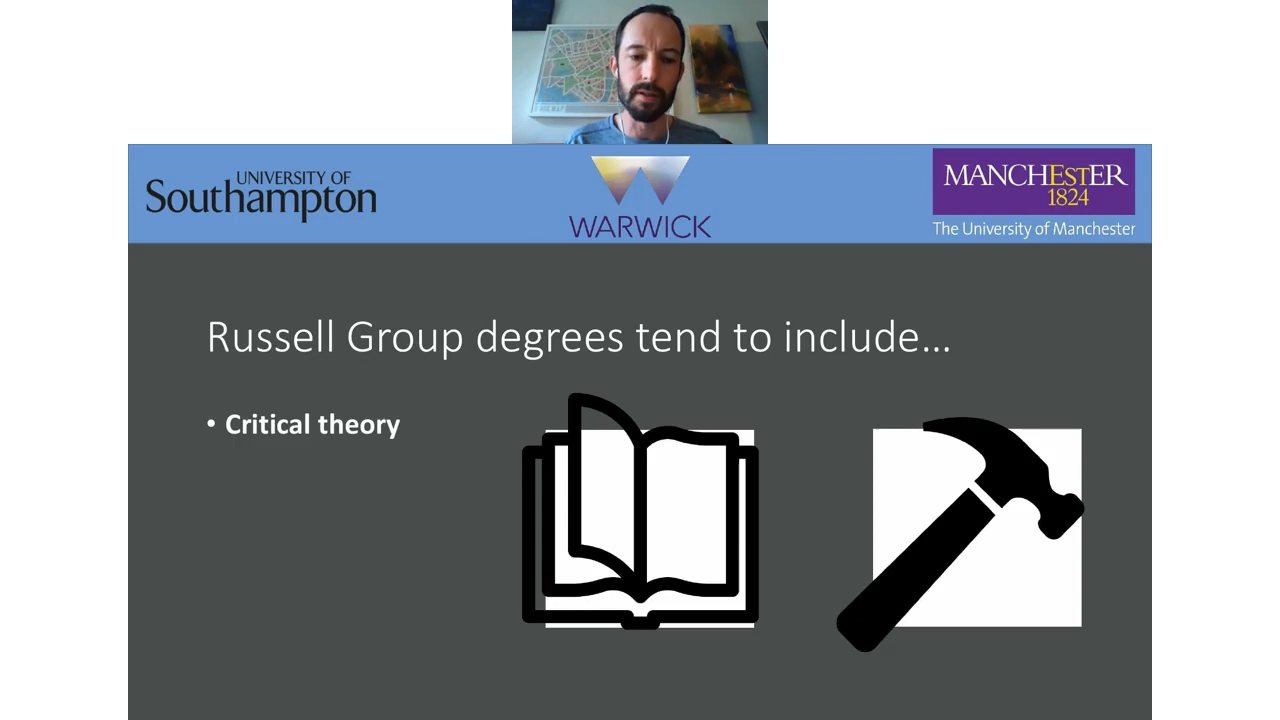 UNIVERSITY OF
Southampton
WARWICK
MANCHESTER
1824
The University of Manchester
Russell Group degrees tend to include…
• Critical theory